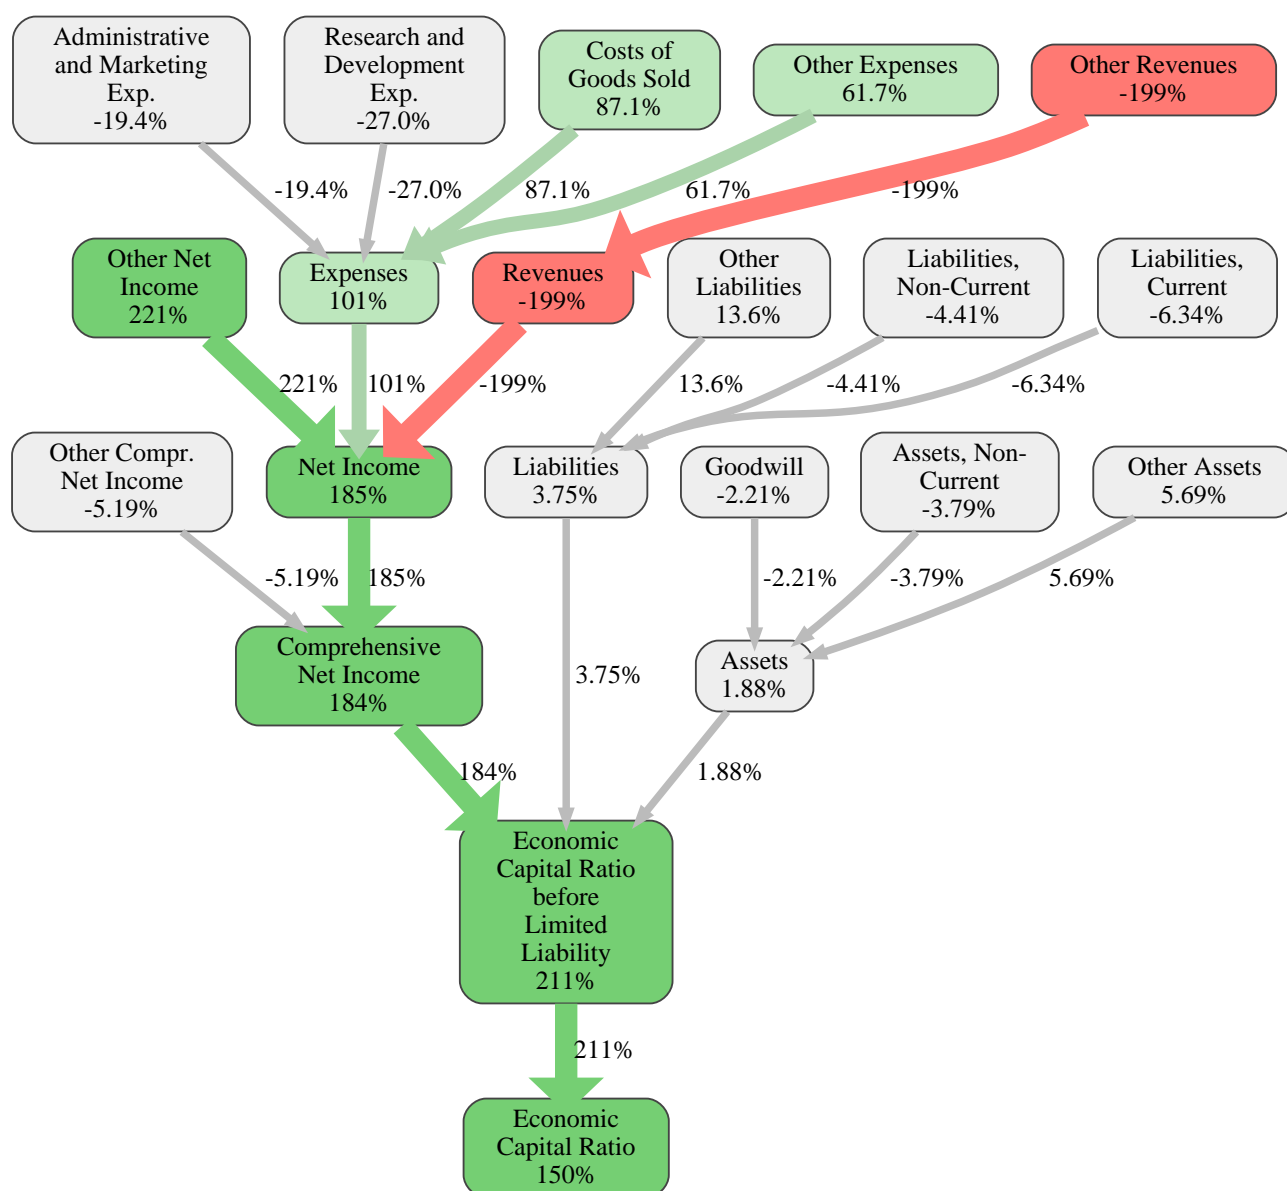 Administrative
and Marketing
Exp.
-19.4%
Research and
Development
Exp.
-27.0%
Costs of
Goods Sold
87.1%
Other Expenses
61.7%
Other Revenues
-199%
-19.4%
-27.0%
87.1%
61.7%
-199%
Other Net
Income
221%
Expenses
101%
Revenues
-199%
Other
Liabilities
13.6%
Liabilities,
Non-Current
-4.41%
Liabilities,
Current
-6.34%
221%
101%
-199%
13.6%
-4.41%
-6.34%
Other Compr.
Net Income
-5.19%
Net Income
185%
Liabilities
3.75%
Goodwill
-2.21%
Assets, Non-
Current
-3.79%
Other Assets
5.69%
-5.19%
185%
-2.21%
-3.79%
5.69%
Comprehensive
Net Income
184%
3.75%
Assets
1.88%
184%
1.88%
Economic
Capital Ratio
before
Limited
Liability
211%
211%
Economic
Capital Ratio
150%